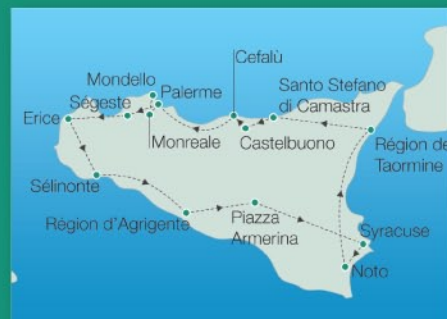 Cefalù
Mondello
Palerme
Santo Stefano
di Camastra
Ségeste
Erice
Monreale
Castelbuono
Région de
Taormine
Sélinonte
Région d'Agrigente
Piazza
Armerina
Syracuse
Noto